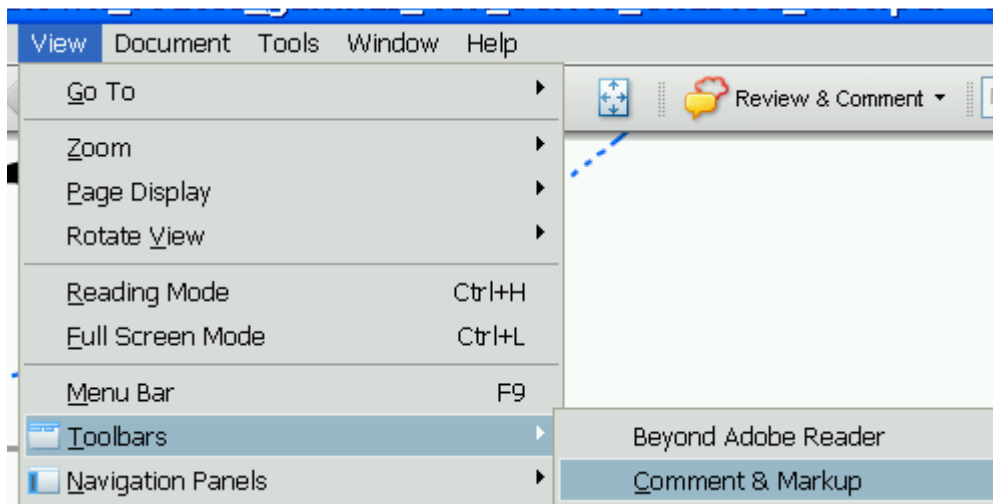 View Document Tools Window Help
Go To
Review & Comment
Zoom
Page Display
Rotate View
Reading Mode Ctrl+H
Full Screen Mode Ctrl+L
Menu Bar F9
Toolbars
Beyond Adobe Reader
Navigation Panels
Comment & Markup